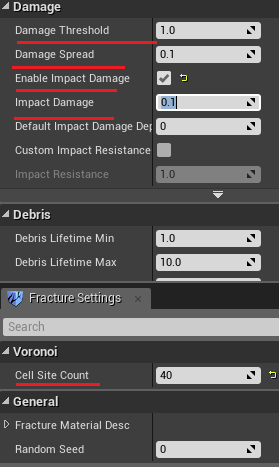 Damage
Damage Threshold 1.0
Damage Spread 0.1
Enable Impact Damage
Impact Damage 0.1
Default Impact Damage Dep 0
Custom Impact Resistance
Impact Resistance 1.0
Debris
Debris Lifetime Min 1.0
Debris Lifetime Max 10.0
Fracture Settings
Search
Voronoi
Cell Site Count 40
General
Fracture Material Desc
Random Seed 0